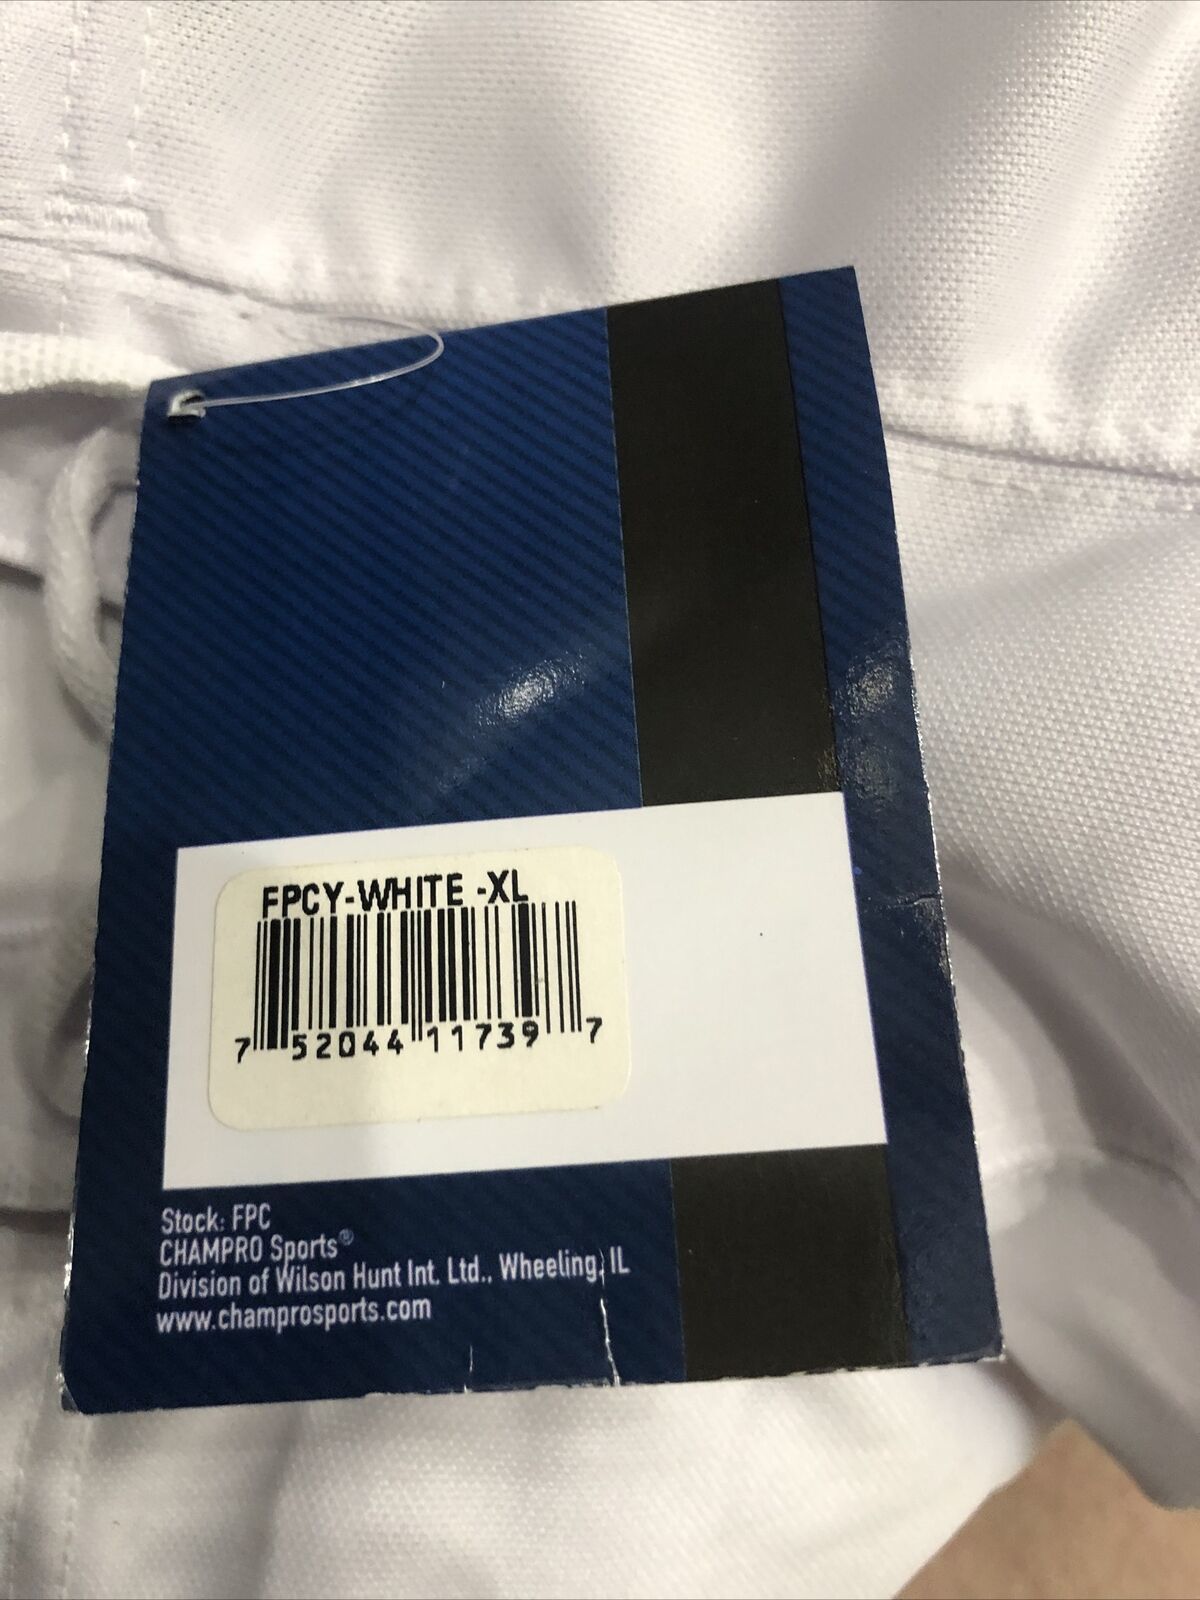 FPCY-WHITE -XL
7 52044 11739 7
Stock: FPC
CHAMPRO Sports®
Division of Wilson Hunt Int. Ltd., Wheeling, IL
www.champrosports.com